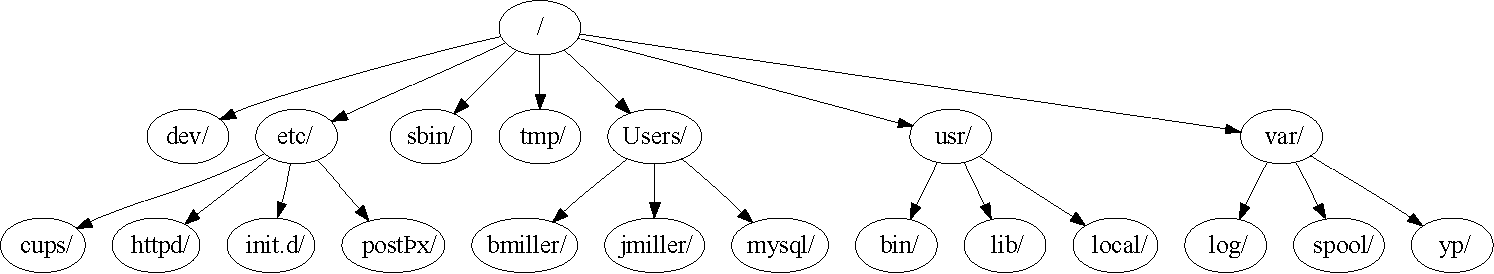 /
dev/ etc/ sbin/ tmp/ Users/ usr/ var/
cups/ httpd/ init.d/ postÞx/ bmiller/ jmiller/ mysql/ bin/ lib/ local/ log/ spool/ yp/